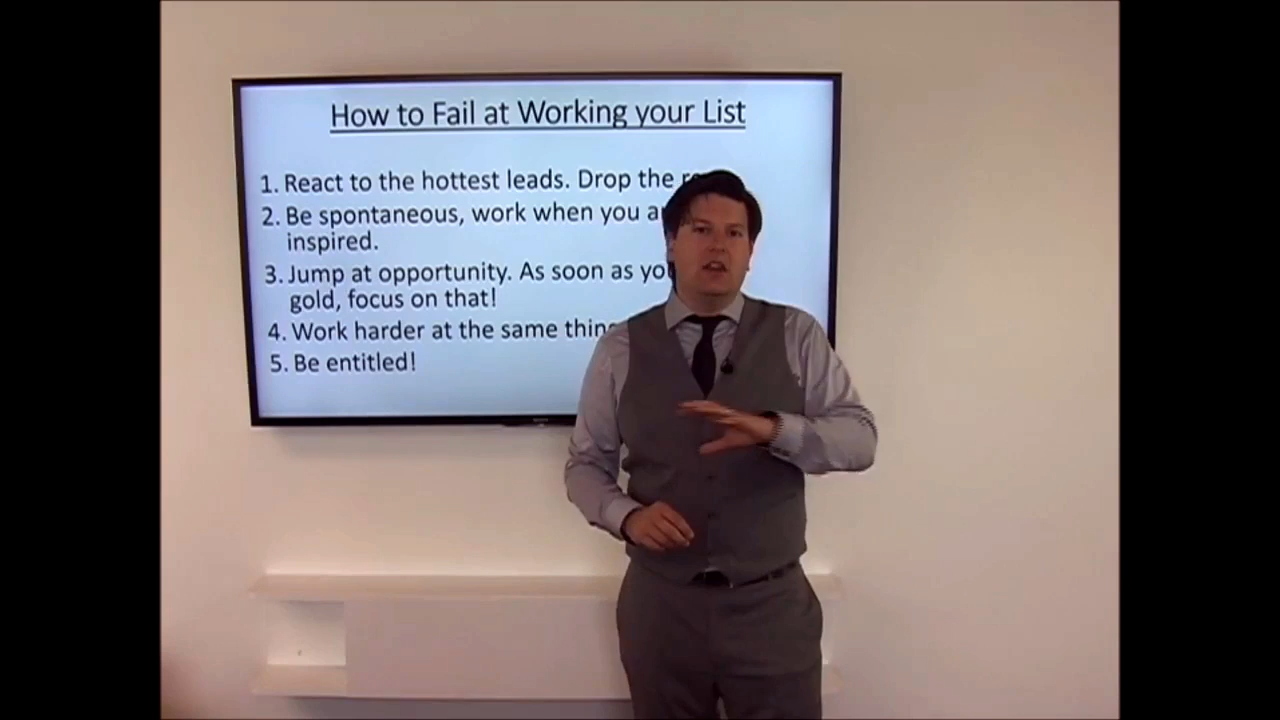 How to Fail at Working your List
1. React to the hottest leads. Drop the
2. Be spontaneous, work when you
inspired.
3. Jump at opportunity. As soon as
gold, focus on that!
4. Work harder at the same
5. Be entitled!